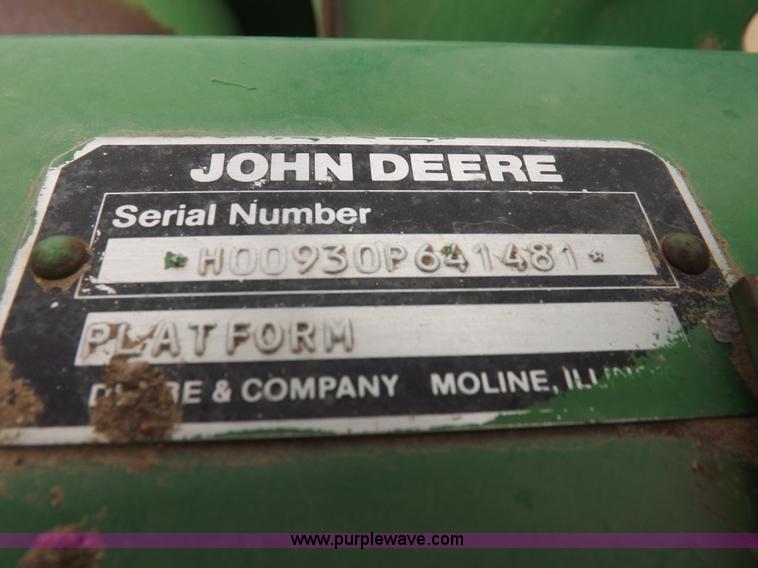 JOHN DEERE
Serial Number
*H00930P641481*
PLATFORM
& COMPANY MOLINE,
www.purplewave.com